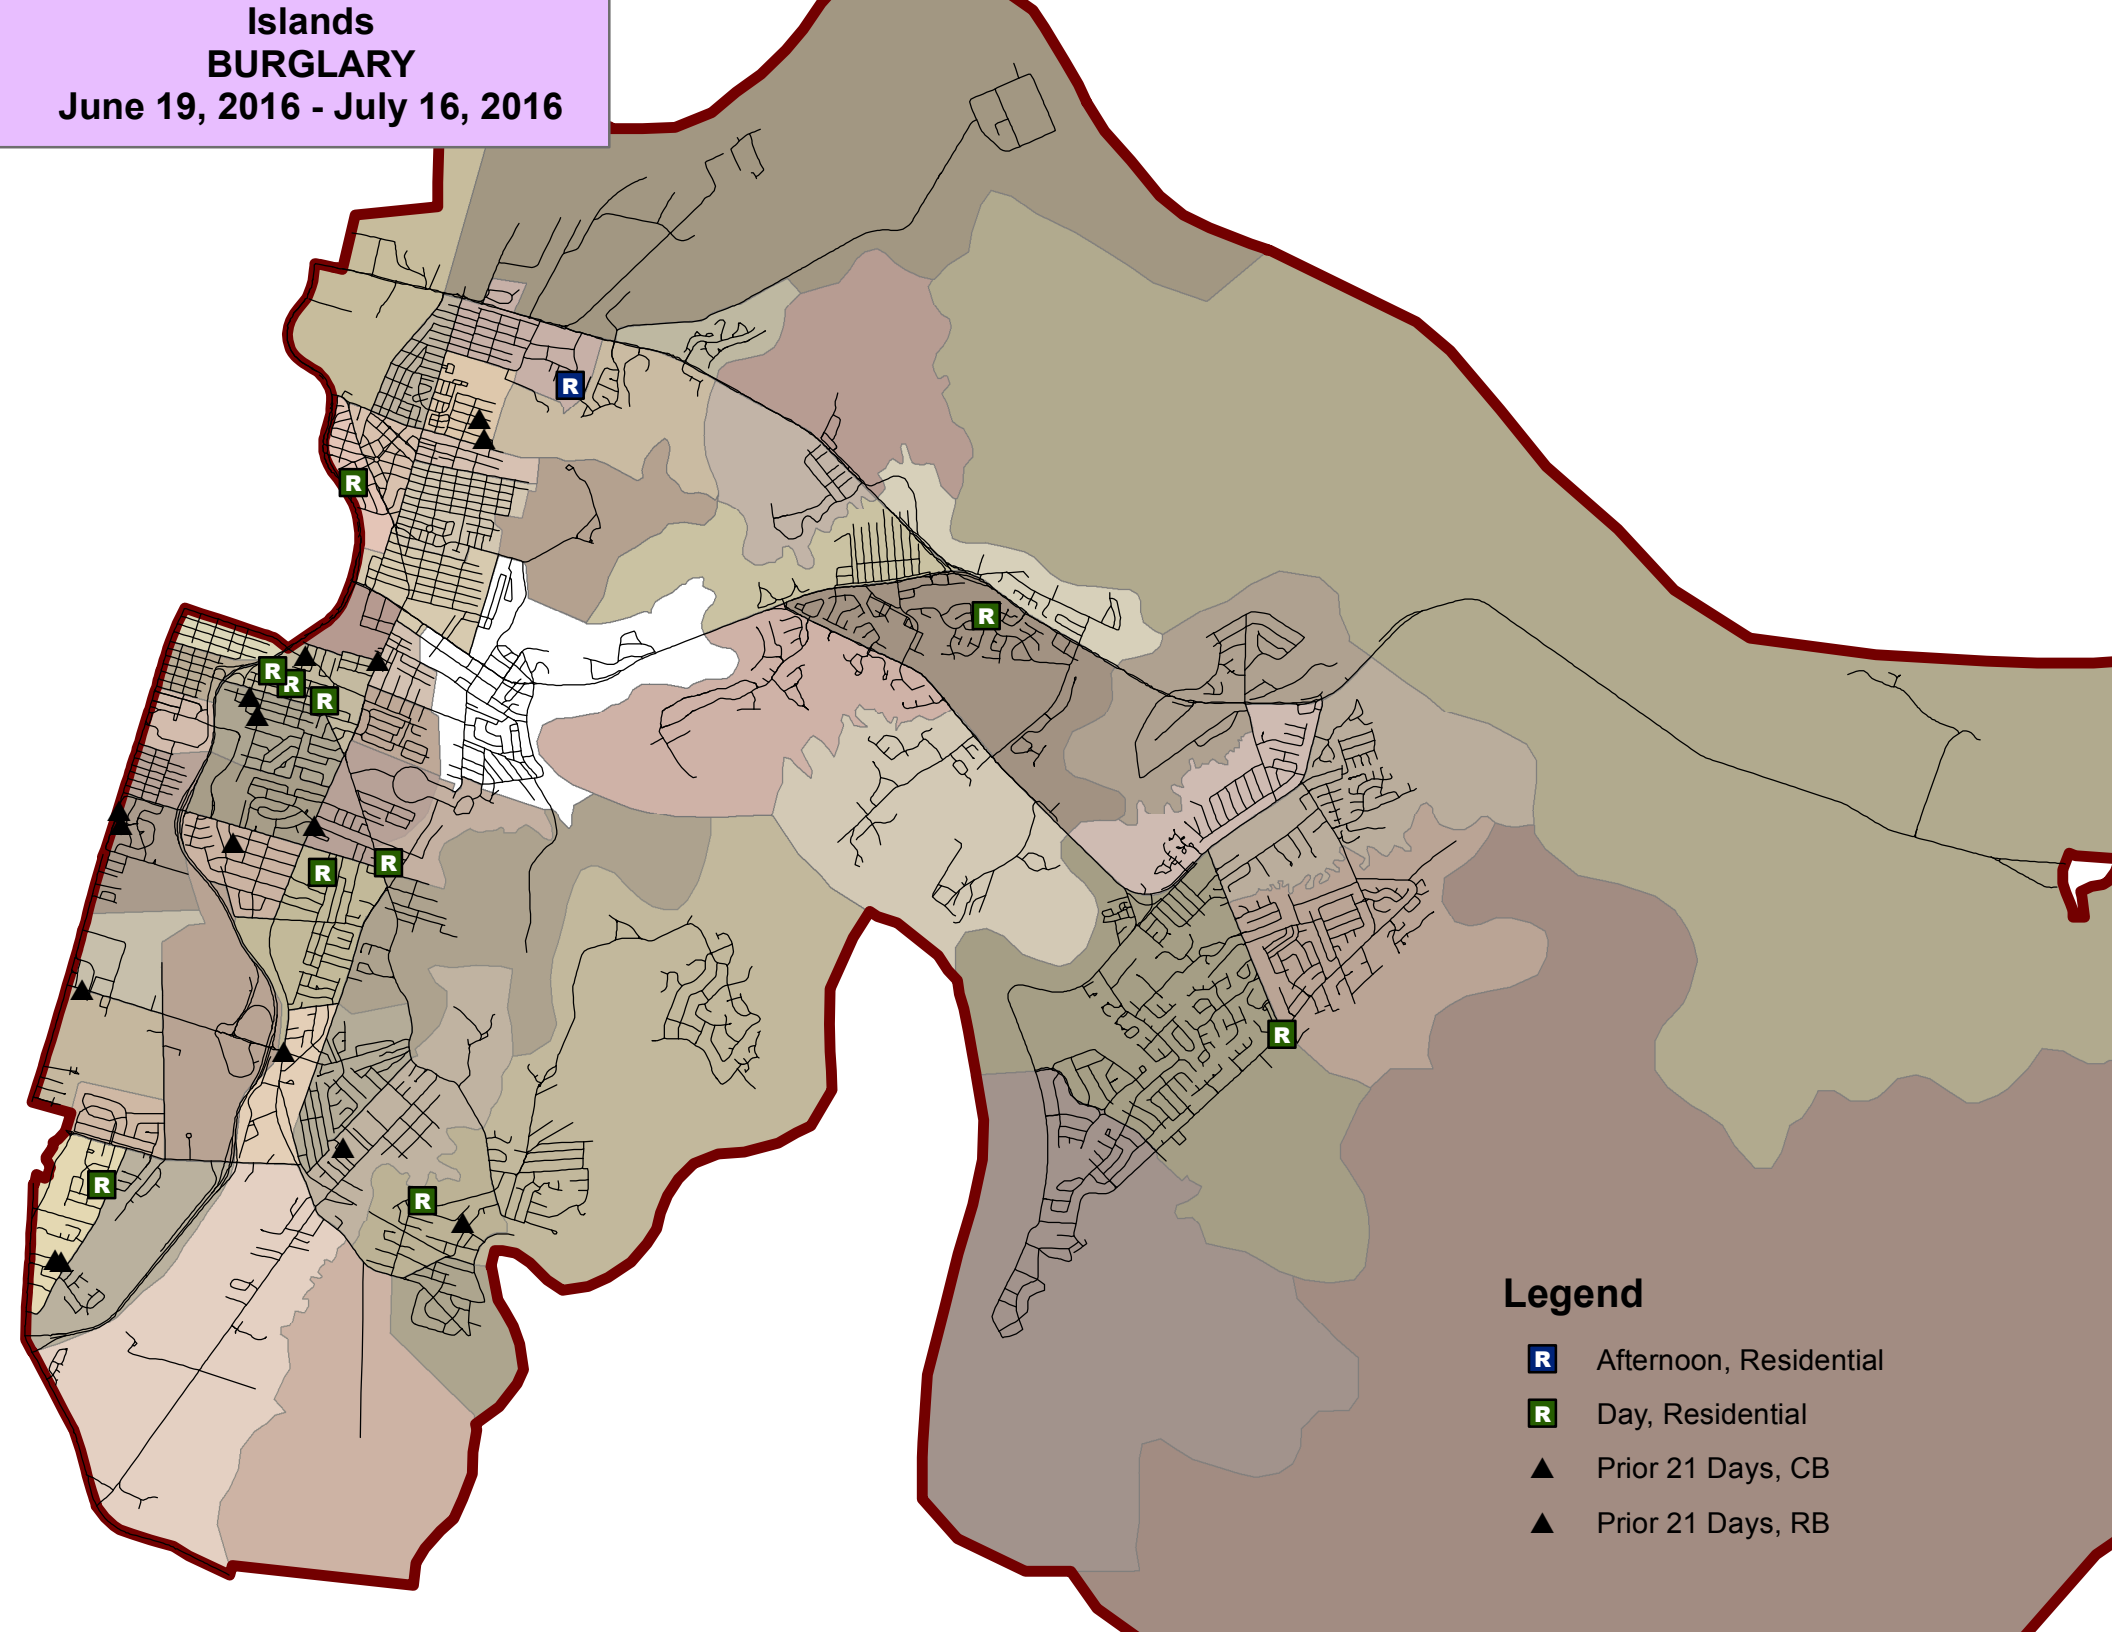 Islands
BURGLARY
June 19, 2016 - July 16, 2016
R
R
R
R
R
R
R
R
R
R
R
Legend
R Afternoon, Residential
R Day, Residential
Prior 21 Days, CB
Prior 21 Days, RB